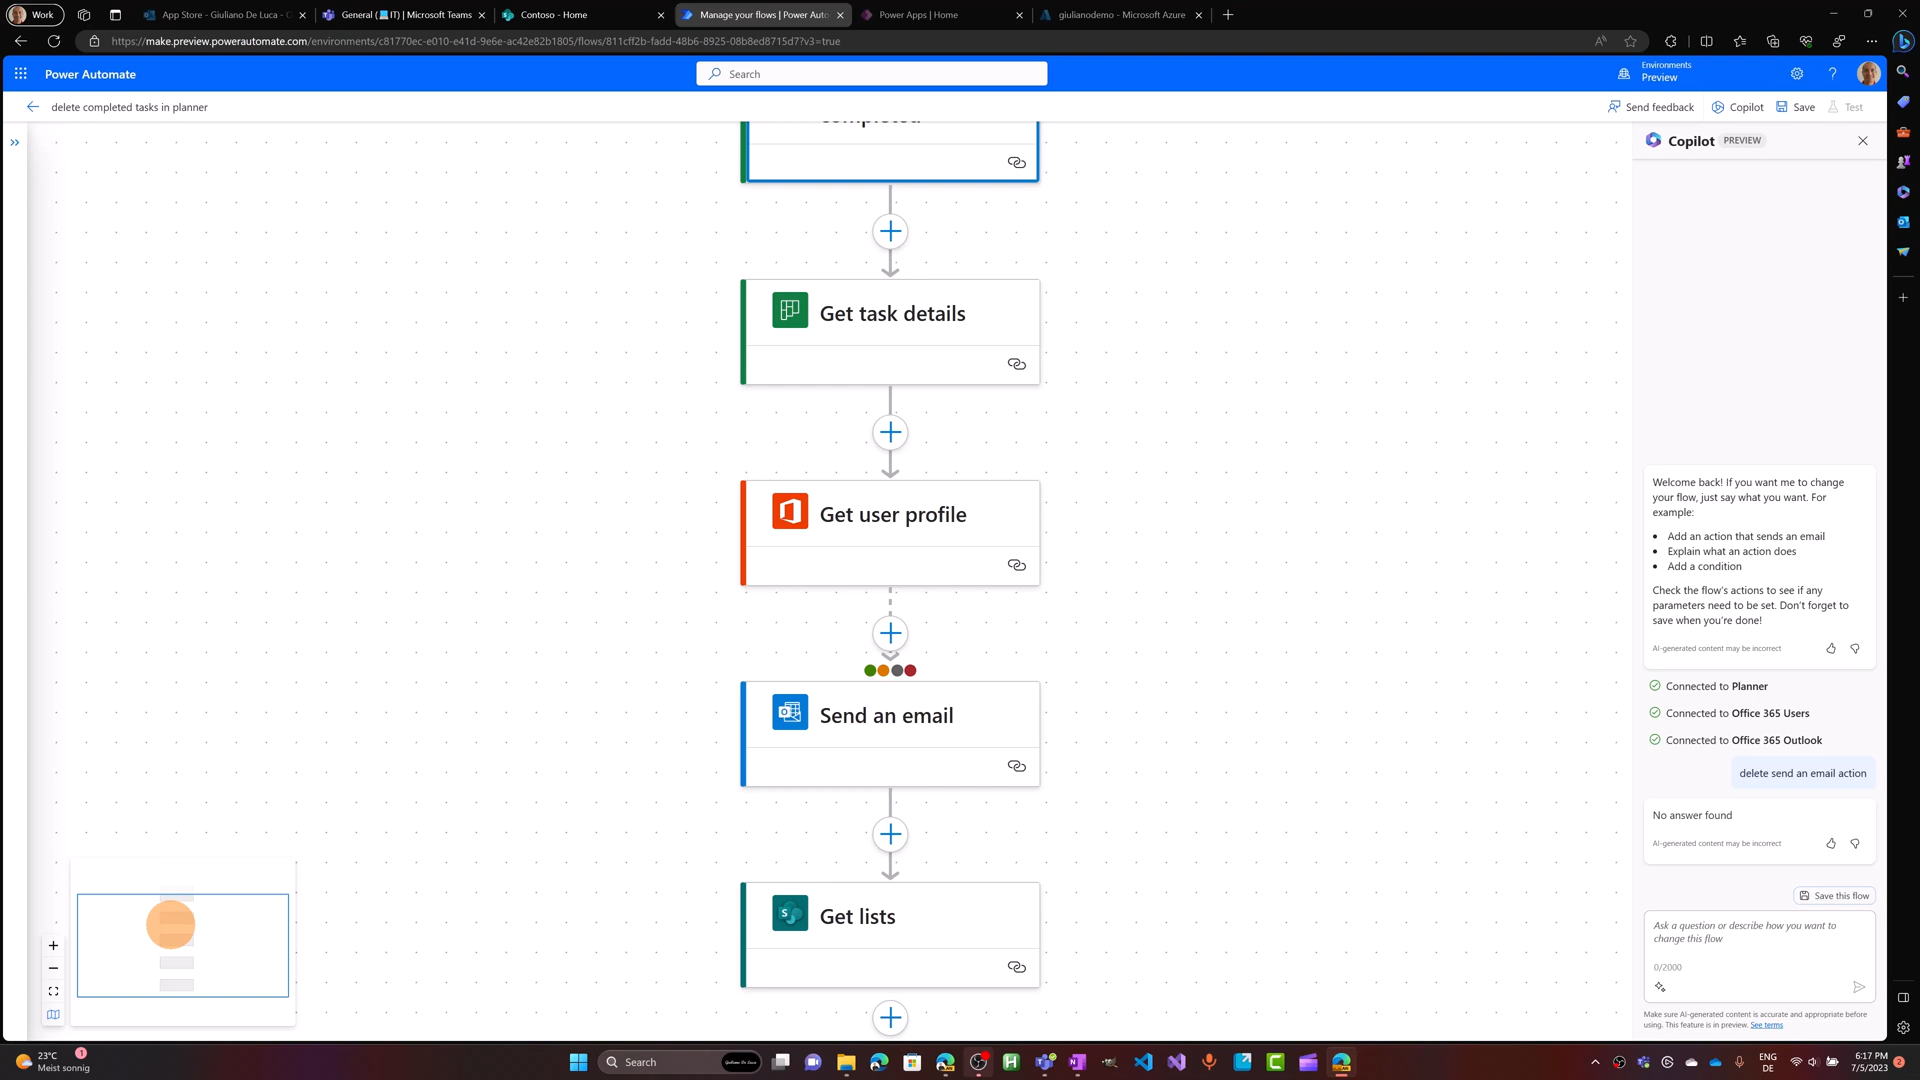 Work
App Store - Giuliano De Luca - O
General (💻IT) | Microsoft Teams
Contoso - Home
Manage your flows | Power Auto
Power Apps | Home
giulianodemo - Microsoft Azure
https://make.preview.powerautomate.com/environments/c81770ec-e010-e41d-9e6e-ac42e82b1805/flows/811cff2b-fadd-48b6-8925-08b8ed8715d7?v3=true
Power Automate
Search
Environments
Preview
delete completed tasks in planner
Send feedback
Copilot
Save
Test
Copilot PREVIEW
completed
Get task details
Get user profile
Send an email
Get lists
Welcome back! If you want me to change
your flow, just say what you want. For
example:
• Add an action that sends an email
• Explain what an action does
• Add a condition
Check the flow's actions to see if any
parameters need to be set. Don't forget to
save when you're done!
AI-generated content may be incorrect
Connected to Planner
Connected to Office 365 Users
Connected to Office 365 Outlook
delete send an email action
No answer found
AI-generated content may be incorrect
Save this flow
Ask a question or describe how you want to
change this flow
0/2000
Make sure AI-generated content is accurate and appropriate before
using. This feature is in preview. See terms
23°C
Meist sonnig
1
Search
ENG
DE
6:17 PM
7/5/2023
2